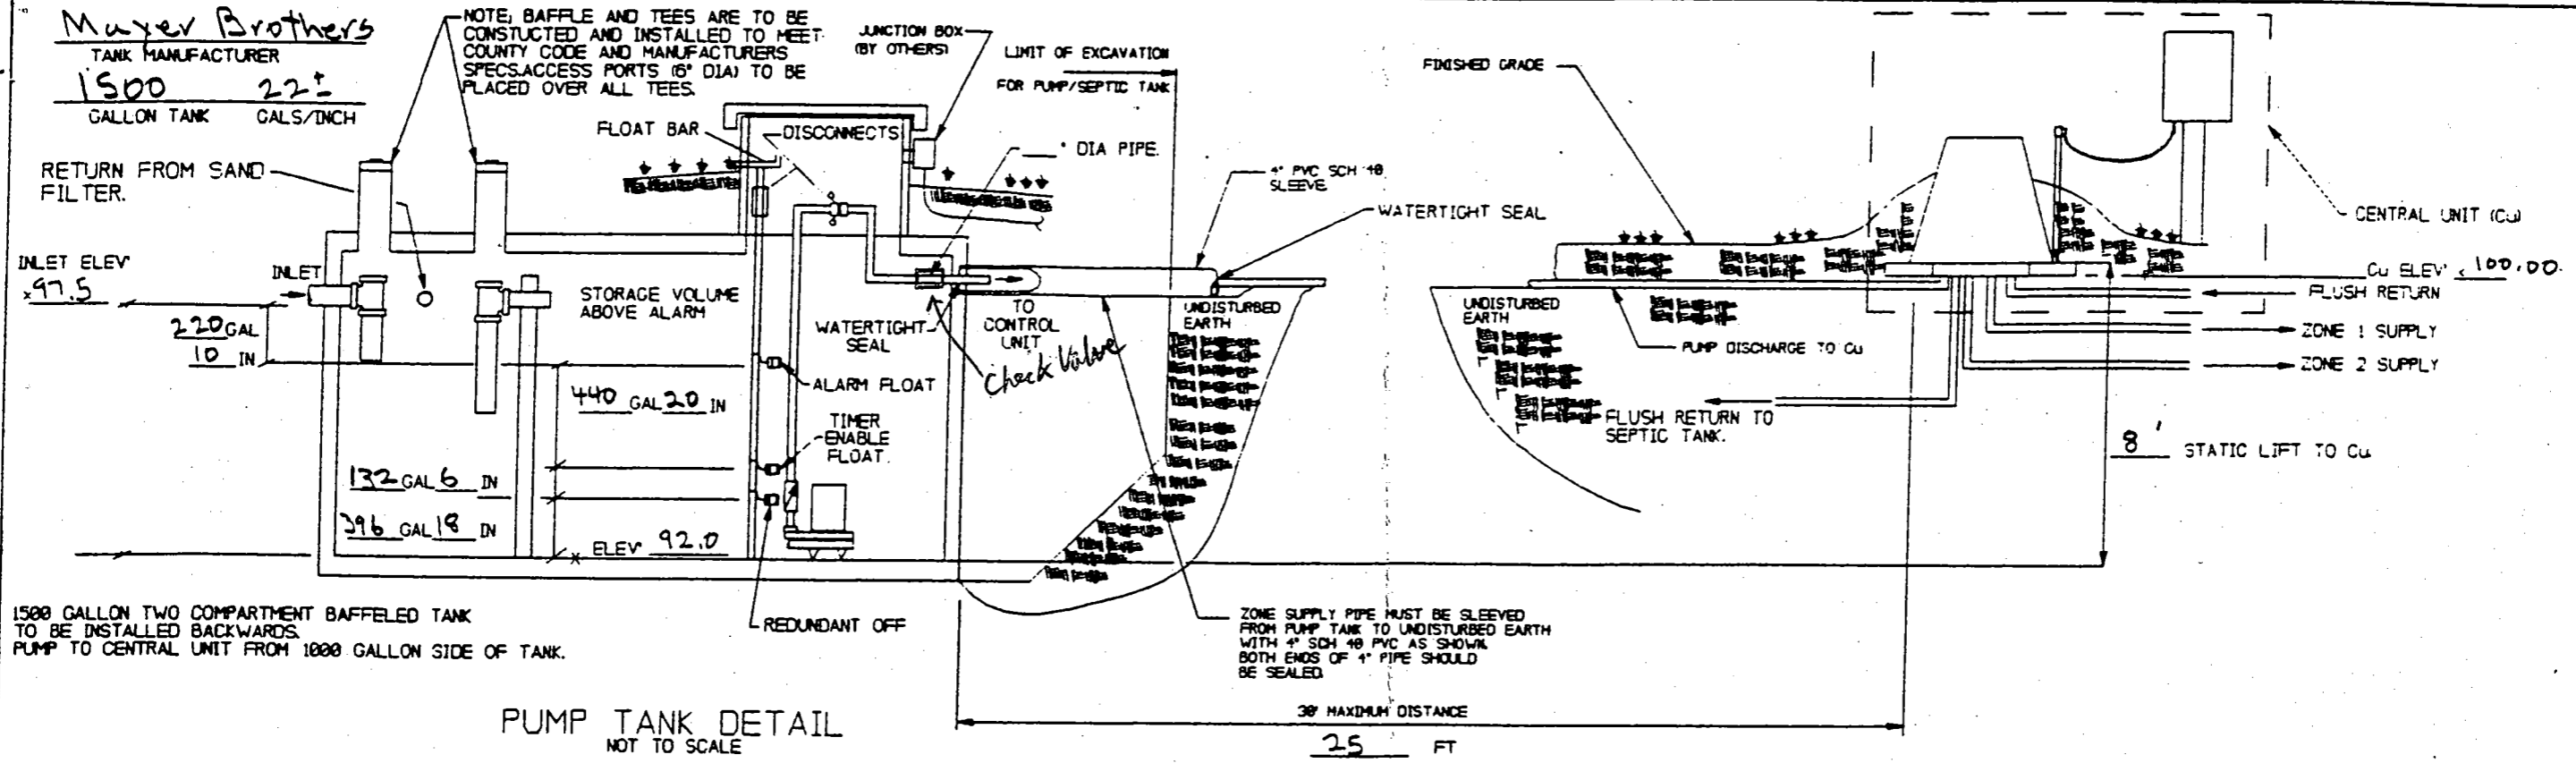 Mayer Brothers
TANK MANUFACTURER
1500 22±
GALLON TANK GALS/INCH
NOTE; BAFFLE AND TEES ARE TO BE
CONSTUCTED AND INSTALLED TO MEET
COUNTY CODE AND MANUFACTURERS
SPECS.ACCESS PORTS (6" DIA) TO BE
PLACED OVER ALL TEES.
JUNCTION BOX
(BY OTHERS)
LIMIT OF EXCAVATION
FOR PUMP/SEPTIC TANK
FINISHED GRADE
RETURN FROM SAND
FILTER.
FLOAT BAR
DISCONNECTS
" DIA PIPE.
4" PVC SCH 40
SLEEVE
WATERTIGHT SEAL
CENTRAL UNIT (Cu)
INLET ELEV'
97.5
INLET
STORAGE VOLUME
ABOVE ALARM
220 GAL
10 IN
WATERTIGHT
SEAL
TO
CONTROL
UNIT
Check Valve
UNDISTURBED
EARTH
UNDISTURBED
EARTH
PUMP DISCHARGE TO Cu
Cu ELEV' 100.00
FLUSH RETURN
ZONE 1 SUPPLY
ZONE 2 SUPPLY
ALARM FLOAT
440 GAL 20 IN
TIMER
ENABLE
FLOAT.
FLUSH RETURN TO
SEPTIC TANK.
8' STATIC LIFT TO Cu
132 GAL 6 IN
396 GAL 18 IN
ELEV' 92.0
REDUNDANT OFF
1500 GALLON TWO COMPARTMENT BAFFELED TANK
TO BE INSTALLED BACKWARDS.
PUMP TO CENTRAL UNIT FROM 1000 GALLON SIDE OF TANK.
ZONE SUPPLY PIPE MUST BE SLEEVED
FROM PUMP TANK TO UNDISTURBED EARTH
WITH 4" SCH 40 PVC AS SHOWN.
BOTH ENDS OF 4" PIPE SHOULD
BE SEALED.
PUMP TANK DETAIL
NOT TO SCALE
30' MAXIMUM DISTANCE
25 FT